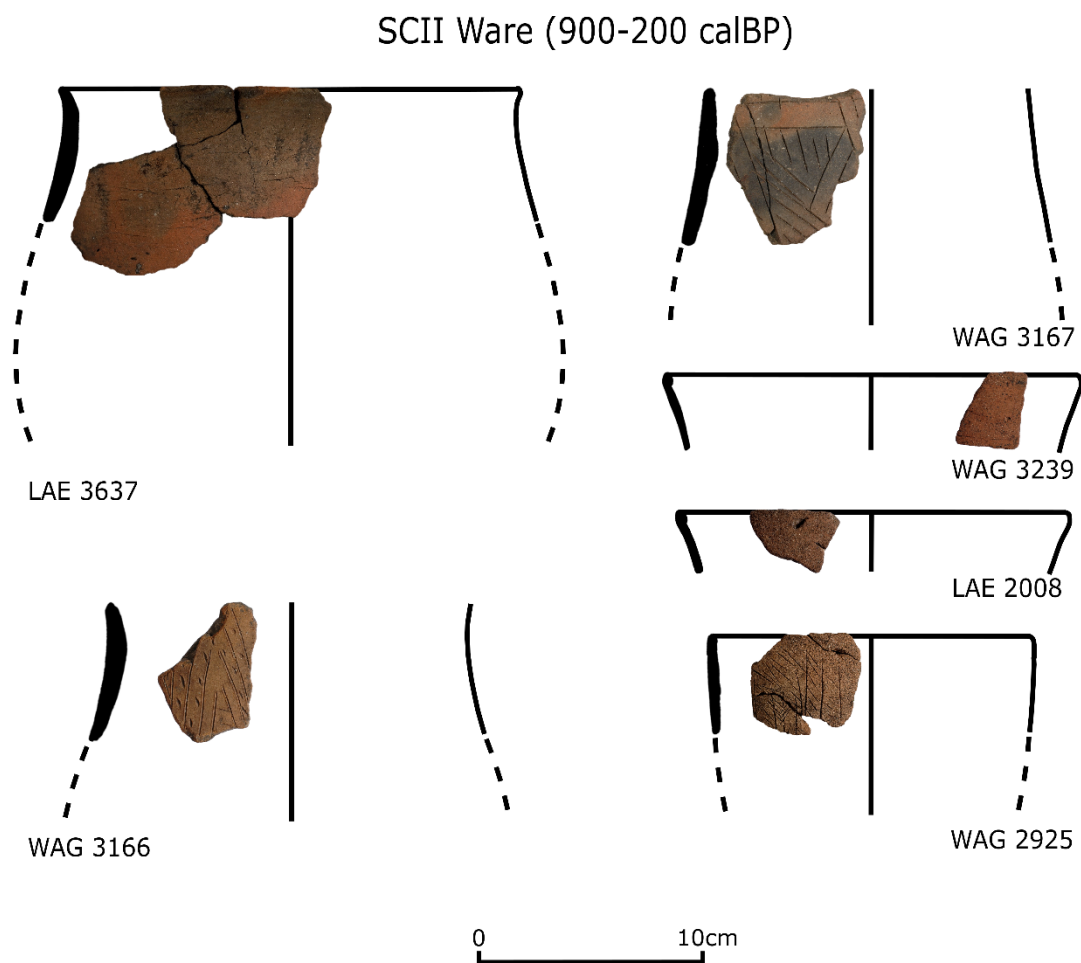 SCII Ware (900-200 calBP)
LAE 3637
WAG 3167
WAG 3239
LAE 2008
WAG 3166
WAG 2925
0 10cm